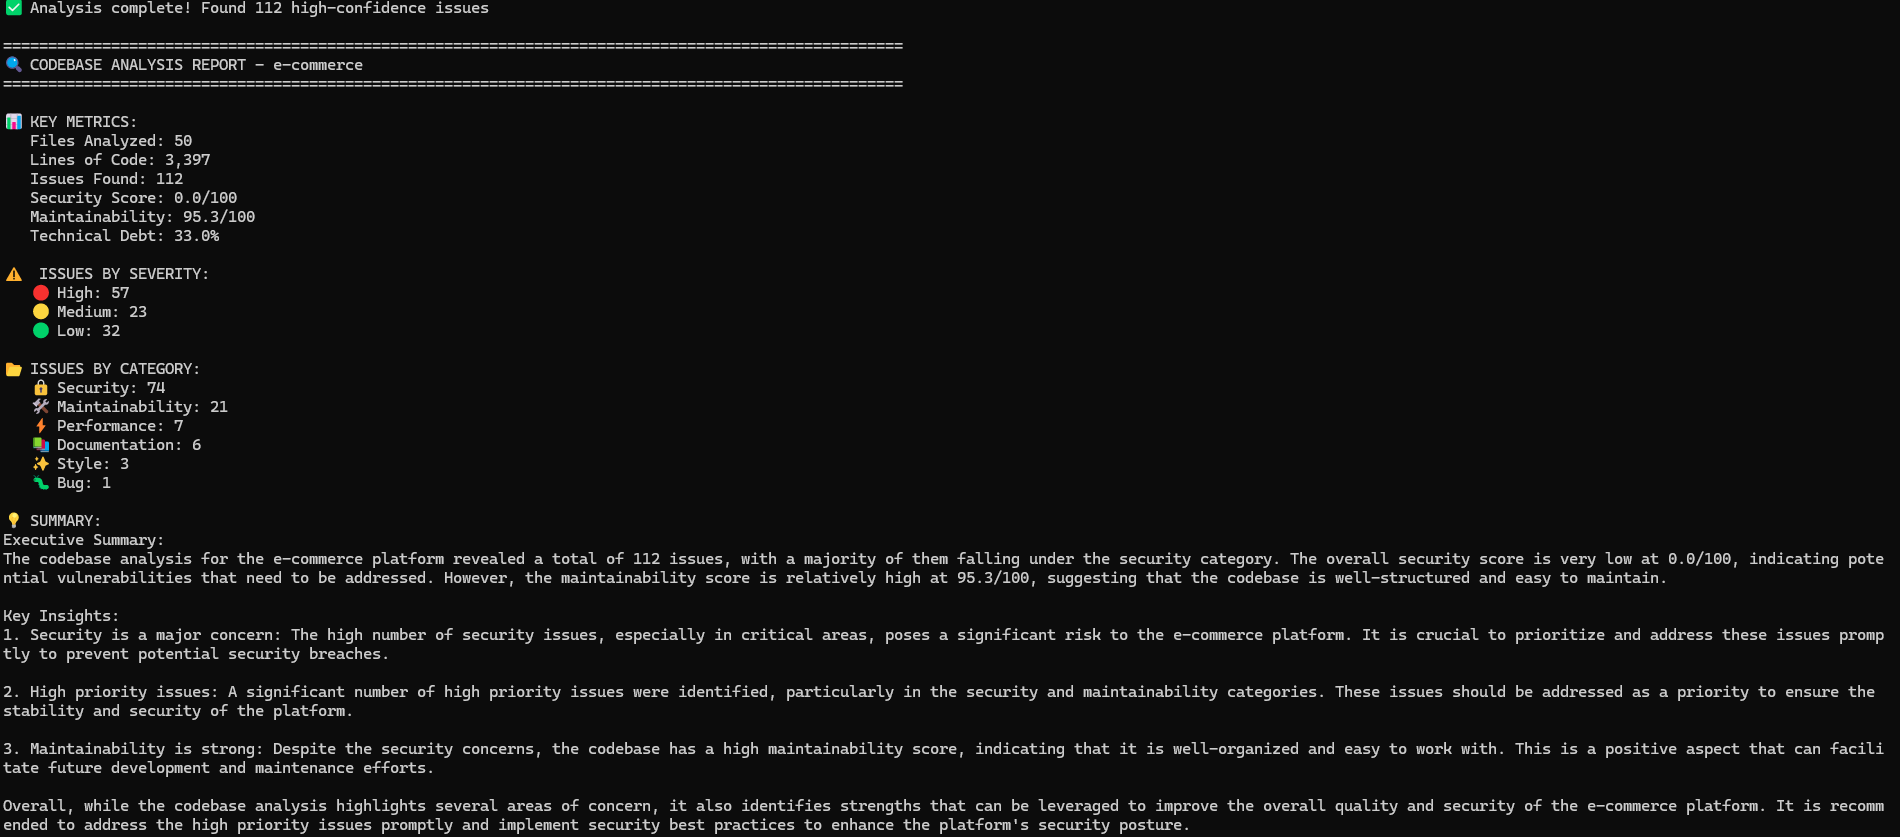 ✅ Analysis complete! Found 112 high-confidence issues
====================================================================================================
🔍 CODEBASE ANALYSIS REPORT - e-commerce
====================================================================================================
📊 KEY METRICS:
Files Analyzed: 50
Lines of Code: 3,397
Issues Found: 112
Security Score: 0.0/100
Maintainability: 95.3/100
Technical Debt: 33.0%
⚠️ ISSUES BY SEVERITY:
🔴 High: 57
🟡 Medium: 23
🟢 Low: 32
📂 ISSUES BY CATEGORY:
🔒 Security: 74
🛠️ Maintainability: 21
⚡ Performance: 7
📚 Documentation: 6
✨ Style: 3
🐛 Bug: 1
💡 SUMMARY:
Executive Summary:
The codebase analysis for the e-commerce platform revealed a total of 112 issues, with a majority of them falling under the security category. The overall security score is very low at 0.0/100, indicating pote
ntial vulnerabilities that need to be addressed. However, the maintainability score is relatively high at 95.3/100, suggesting that the codebase is well-structured and easy to maintain.
Key Insights:
1. Security is a major concern: The high number of security issues, especially in critical areas, poses a significant risk to the e-commerce platform. It is crucial to prioritize and address these issues promp
tly to prevent potential security breaches.
2. High priority issues: A significant number of high priority issues were identified, particularly in the security and maintainability categories. These issues should be addressed as a priority to ensure the
stability and security of the platform.
3. Maintainability is strong: Despite the security concerns, the codebase has a high maintainability score, indicating that it is well-organized and easy to work with. This is a positive aspect that can facili
tate future development and maintenance efforts.
Overall, while the codebase analysis highlights several areas of concern, it also identifies strengths that can be leveraged to improve the overall quality and security of the e-commerce platform. It is recomm
ended to address the high priority issues promptly and implement security best practices to enhance the platform's security posture.